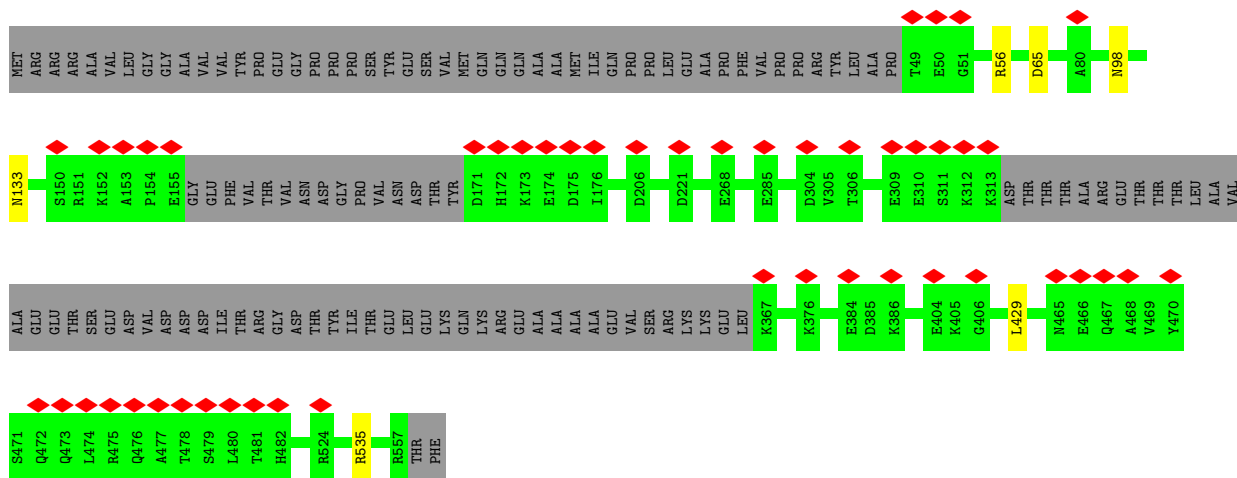 MET ARG ARG ARG ALA VAL LEU GLY GLY ALA VAL VAL TYR PRO GLU GLY PRO PRO PRO SER TYR GLU SER VAL MET GLN GLN GLN ALA ALA MET ILE GLN PRO PRO LEU GLU ALA PRO PHE VAL PRO PRO ARG TYR LEU ALA PRO T49 E50 G51 R56 D65 A80 N98
N133 S150 R151 K152 A153 P154 E155 GLY GLU PHE VAL THR VAL ASN ASP GLY PRO VAL ASN ASP THR TYR D171 H172 K173 E174 D175 I176 D206 D221 E268 E285 D304 V305 T306 E309 E310 S311 K312 K313 ASP THR THR THR ALA ARG GLU THR THR THR LEU ALA VAL
ALA GLU GLU THR SER GLU ASP VAL ASP ASP ASP ILE THR ARG GLY ASP THR TYR ILE THR GLU LEU GLU LYS GLN LYS ARG GLU ALA ALA ALA ALA GLU VAL SER ARG LYS LYS GLU LEU K367 K376 E384 D385 K386 E404 K405 G406 L429 N465 E466 Q467 A468 V469 Y470
S471 Q472 Q473 L474 R475 Q476 A477 T478 S479 L480 T481 H482 R524 R535 R557 THR PHE